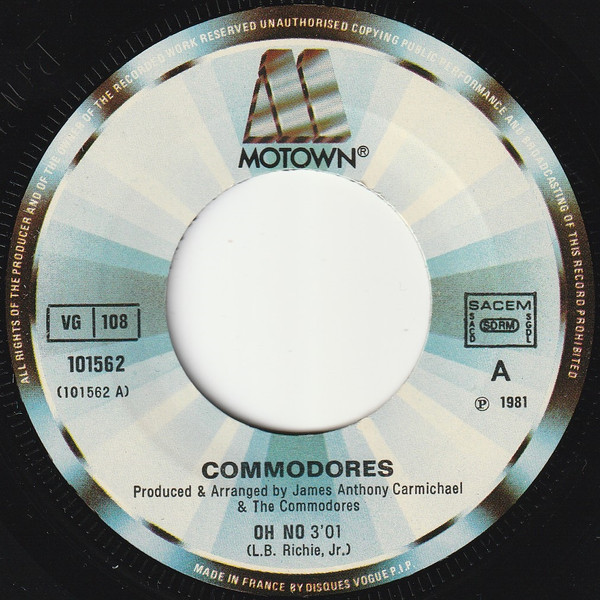 ALL RIGHTS OF THE PRODUCER AND OF THE OWNER OF THE RECORDED WORK RESERVED UNAUTHORISED COPYING PUBLIC PERFORMANCE AND BROADCASTING OF THIS RECORD PROHIBITED
MOTOWN®
VG 108
101562
(101562 A)
SACEM
SACD SDRM SGDL
A
℗ 1981
COMMODORES
Produced & Arranged by James Anthony Carmichael
& The Commodores
OH NO 3'01
(L.B. Richie, Jr.)
MADE IN FRANCE BY DISQUES VOGUE P.I.P.